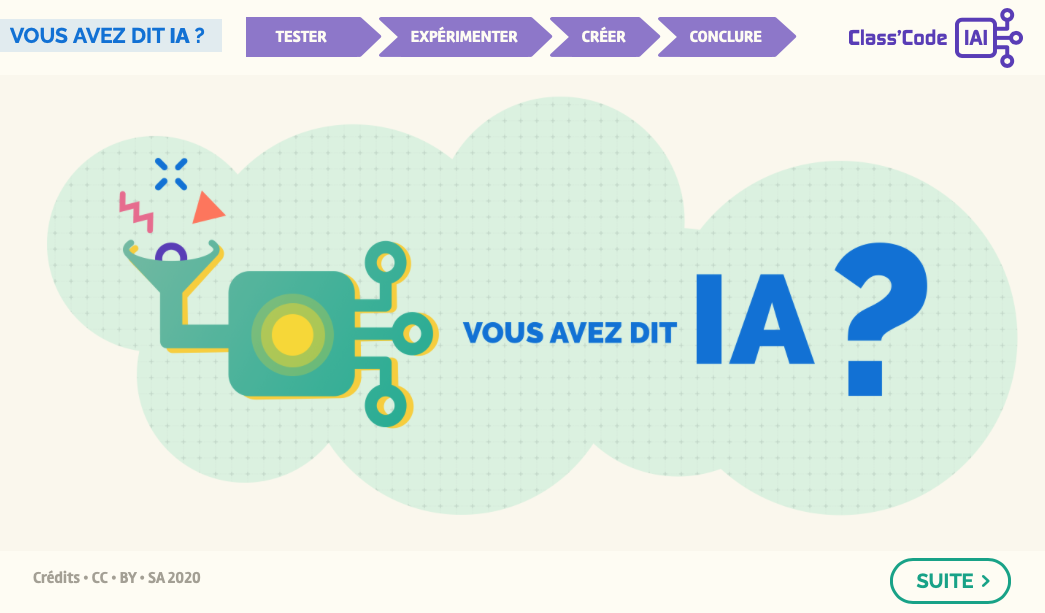 VOUS AVEZ DIT IA ?
TESTER
EXPÉRIMENTER
CRÉER
CONCLURE
Class'Code IAI
VOUS AVEZ DIT IA ?
Crédits • CC • BY • SA 2020
SUITE >